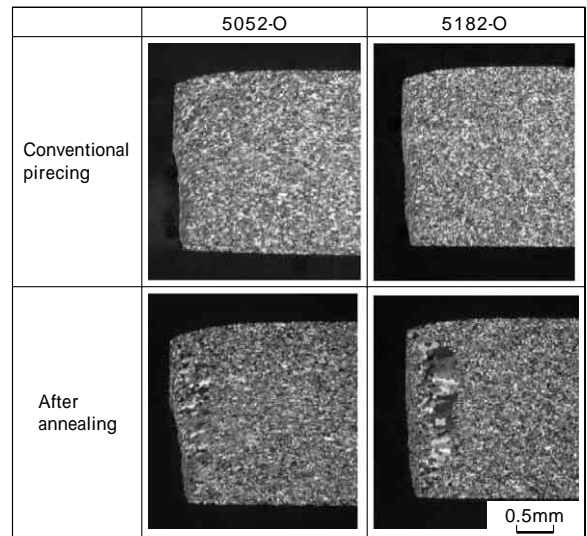 5052-O
5182-O
Conventional
pirecing
After
annealing
0.5mm